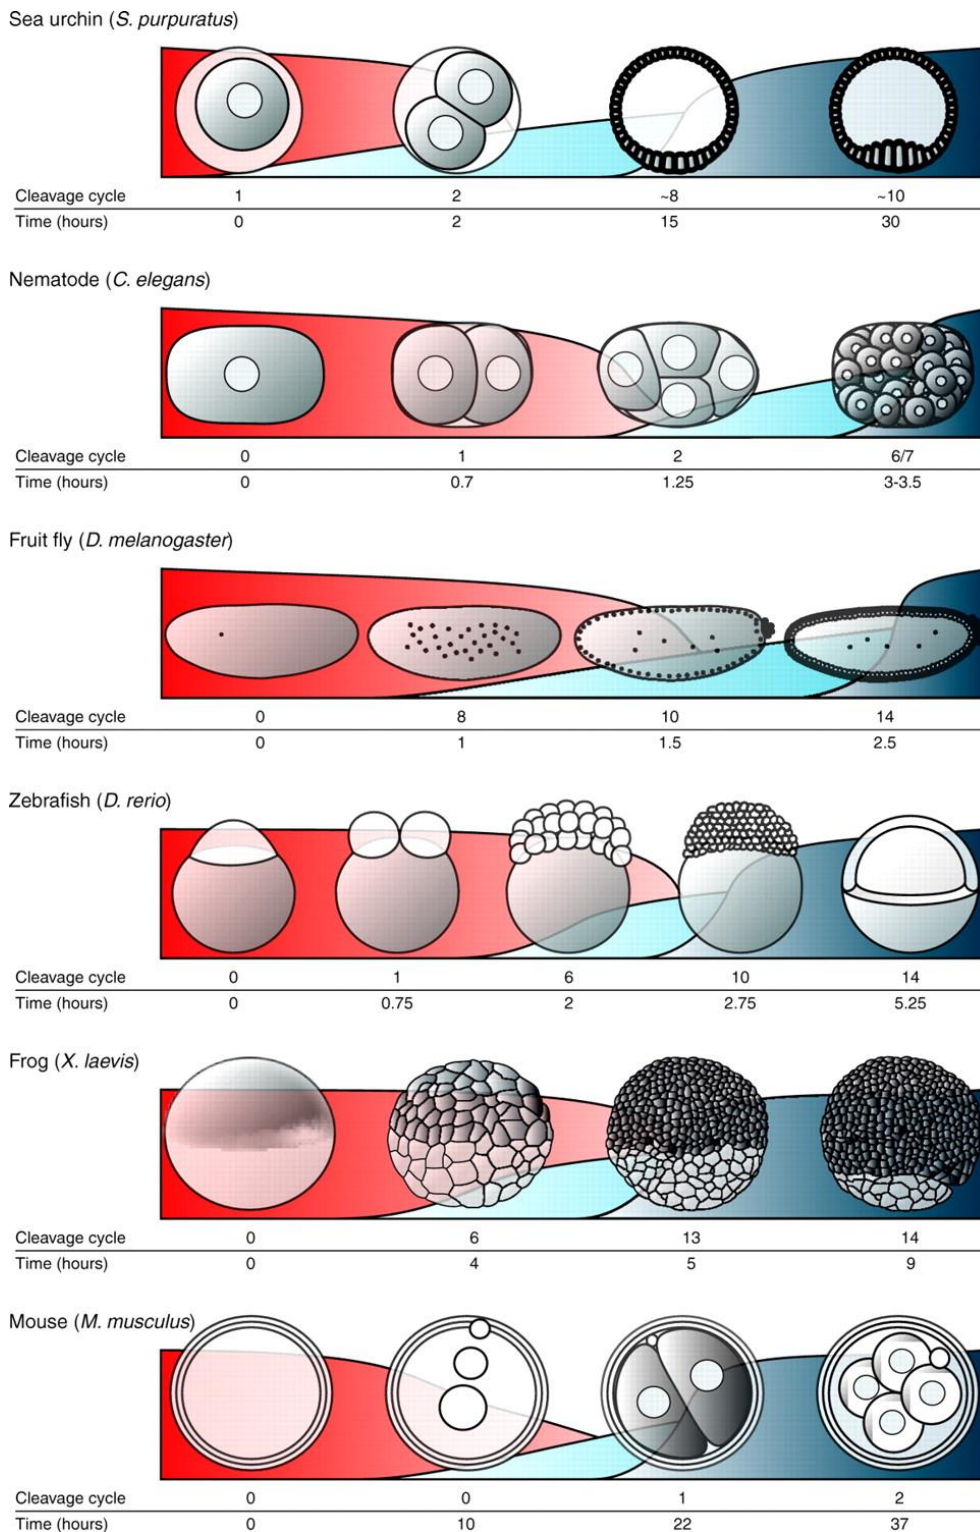 Sea urchin (S. purpuratus)
Cleavage cycle 1 2 ~8 ~10
Time (hours) 0 2 15 30
Nematode (C. elegans)
Cleavage cycle 0 1 2 6/7
Time (hours) 0 0.7 1.25 3-3.5
Fruit fly (D. melanogaster)
Cleavage cycle 0 8 10 14
Time (hours) 0 1 1.5 2.5
Zebrafish (D. rerio)
Cleavage cycle 0 1 6 10 14
Time (hours) 0 0.75 2 2.75 5.25
Frog (X. laevis)
Cleavage cycle 0 6 13 14
Time (hours) 0 4 5 9
Mouse (M. musculus)
Cleavage cycle 0 0 1 2
Time (hours) 0 10 22 37